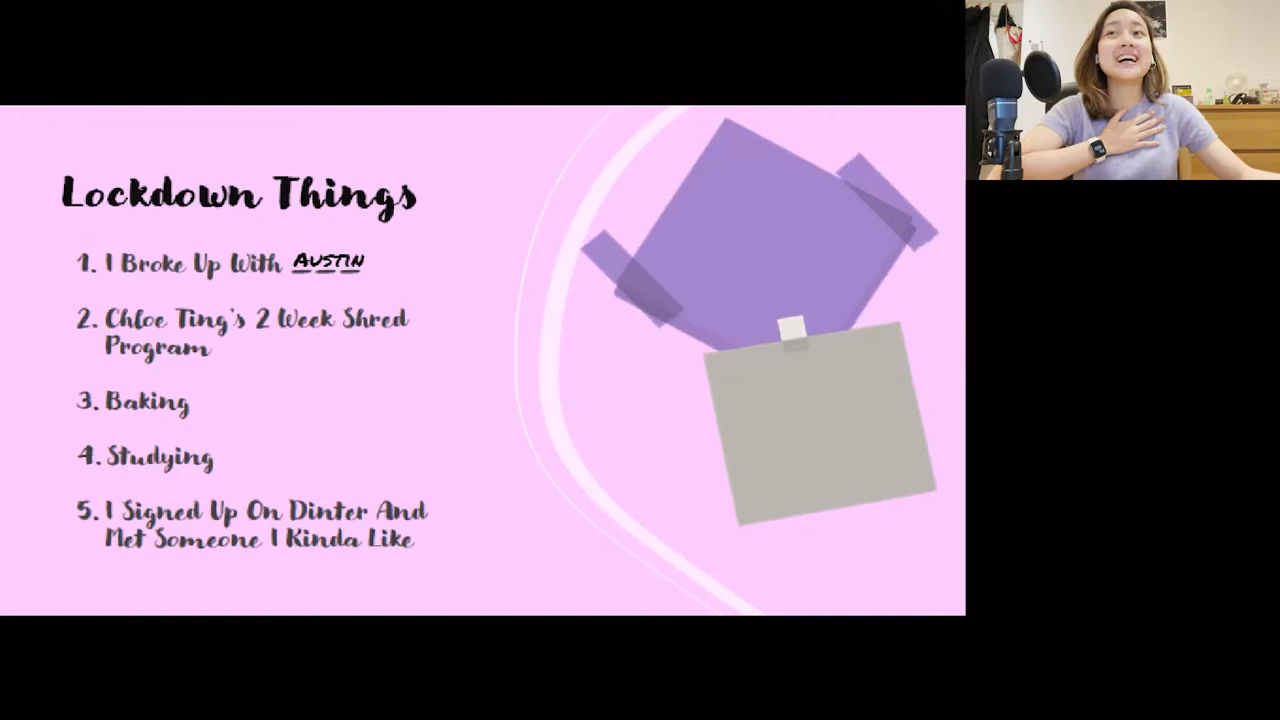 Lockdown Things
1. I Broke Up With AUSTIN
2. Chloe Ting's 2 Week Shred
Program
3. Baking
4. Studying
5. I Signed Up On Dinter And
Met Someone I Kinda Like